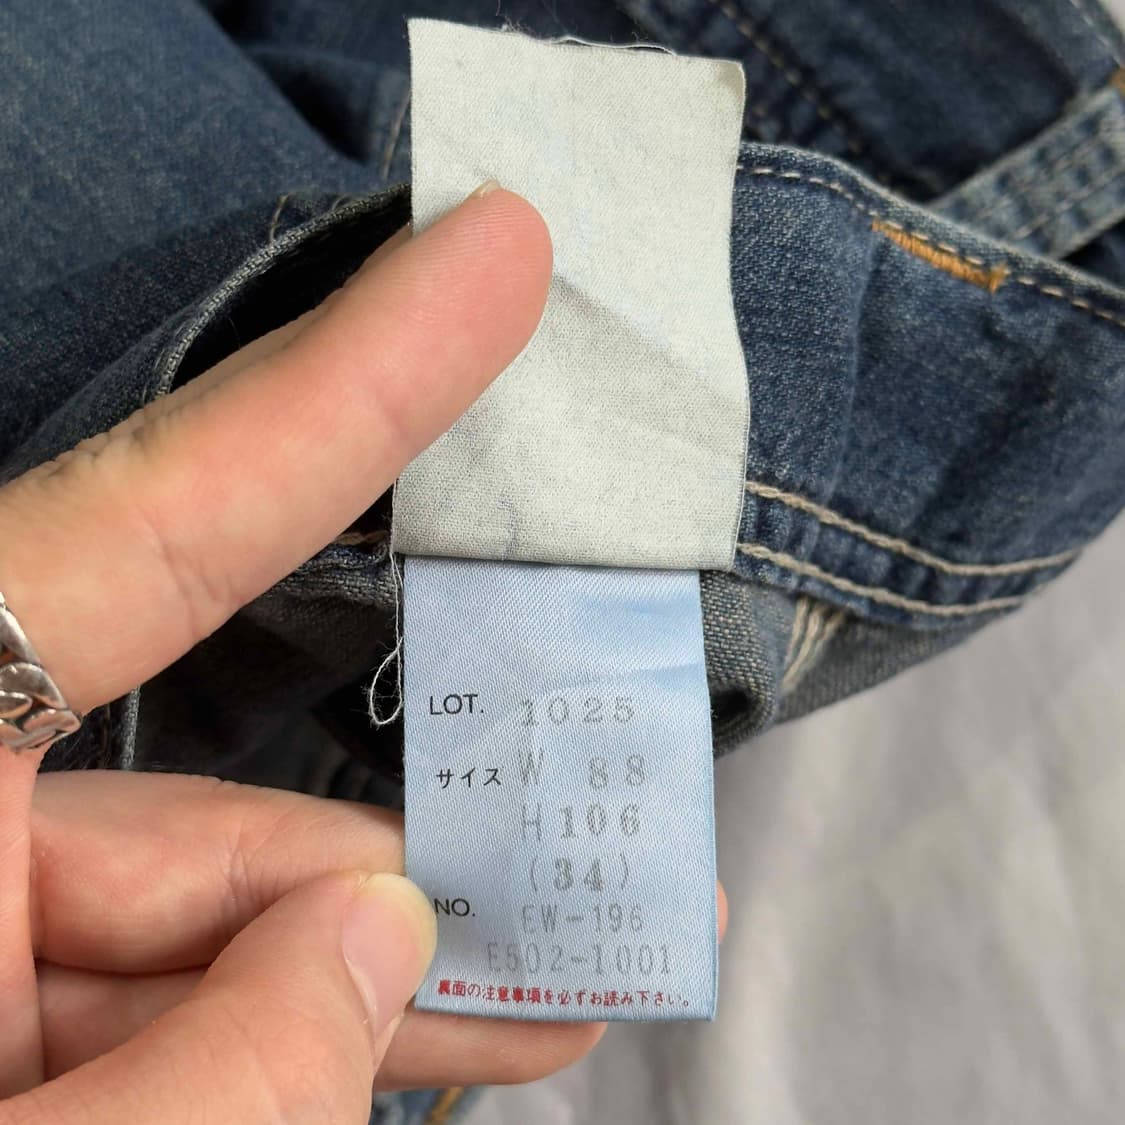 LOT. 1025
サイズ W 88
H 106
(34)
NO. EW-196
E502-1001
裏面の注意事項を必ずお読み下さい。